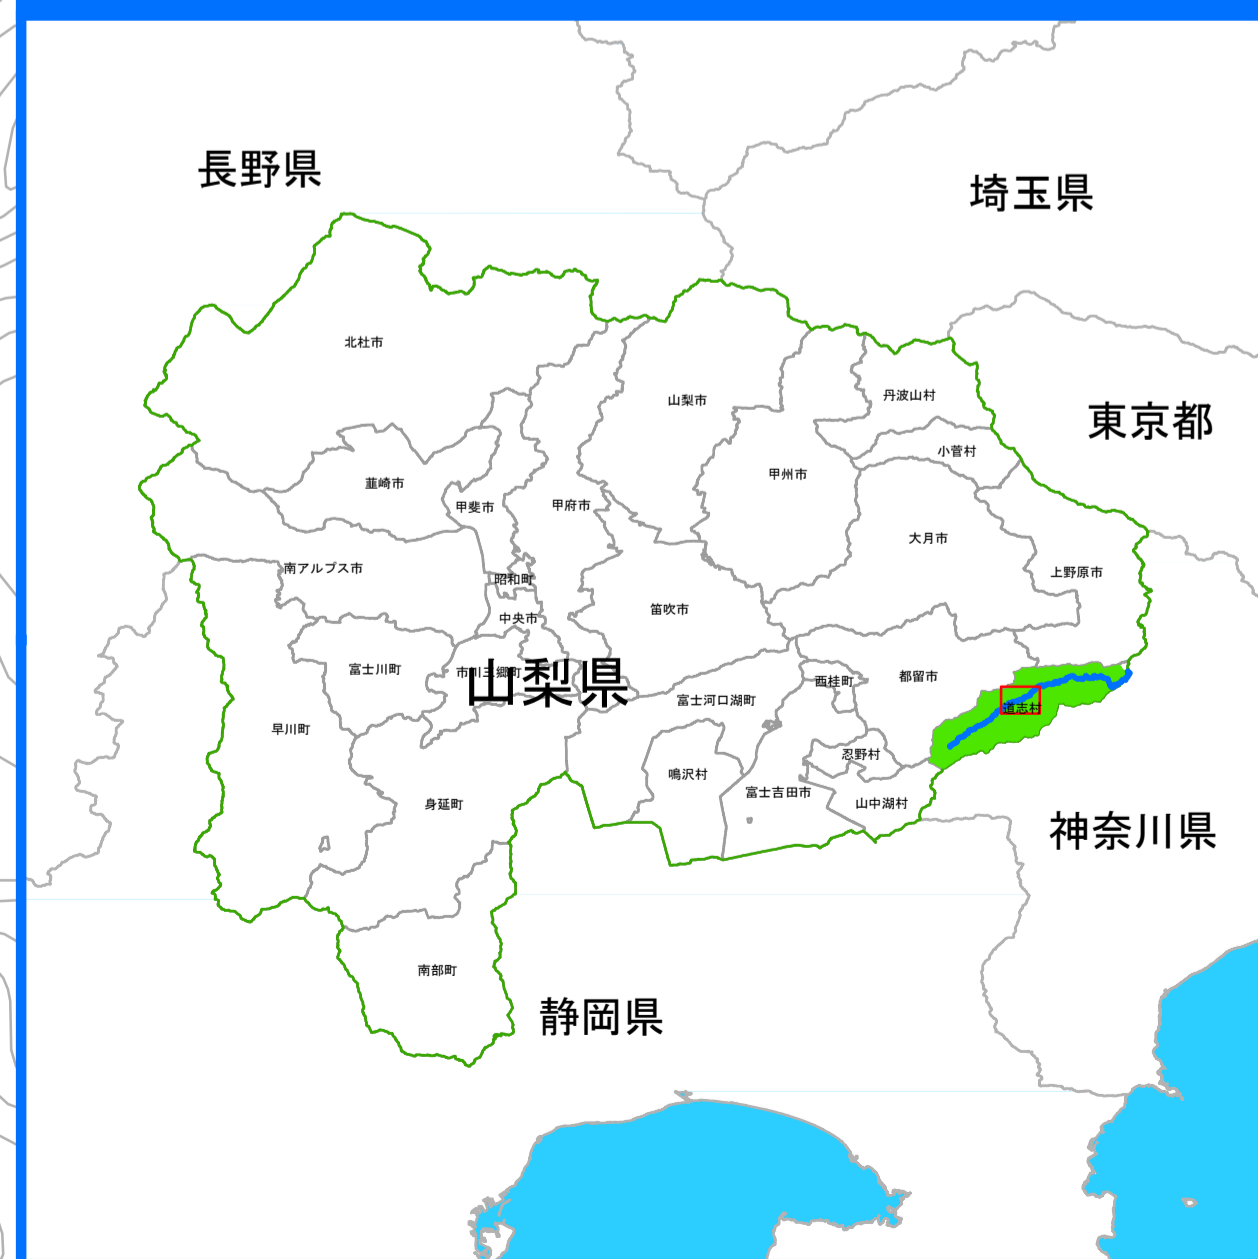 長野県
埼玉県
北杜市
丹波山村
山梨市
東京都
小菅村
甲州市
韮崎市
甲斐市
甲府市
大月市
南アルプス市
上野原市
昭和町
笛吹市
中央市
富士川町
市川三郷町
山梨県
都留市
西桂町
富士河口湖町
道志村
早川町
忍野村
鳴沢村
富士吉田市
身延町
山中湖村
神奈川県
南部町
静岡県